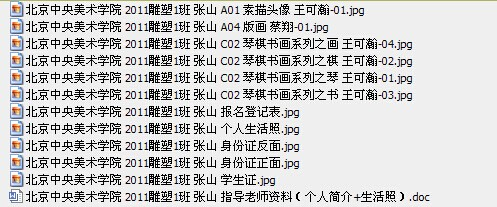 北京中央美术学院 2011雕塑1班 张山 A01 素描头像 王可瀚-01.jpg
北京中央美术学院 2011雕塑1班 张山 A04 版画 蔡翔-01.jpg
北京中央美术学院 2011雕塑1班 张山 C02 琴棋书画系列之画 王可瀚-04.jpg
北京中央美术学院 2011雕塑1班 张山 C02 琴棋书画系列之棋 王可瀚-02.jpg
北京中央美术学院 2011雕塑1班 张山 C02 琴棋书画系列之琴 王可瀚-01.jpg
北京中央美术学院 2011雕塑1班 张山 C02 琴棋书画系列之书 王可瀚-03.jpg
北京中央美术学院 2011雕塑1班 张山 报名登记表.jpg
北京中央美术学院 2011雕塑1班 张山 个人生活照.jpg
北京中央美术学院 2011雕塑1班 张山 身份证反面.jpg
北京中央美术学院 2011雕塑1班 张山 身份证正面.jpg
北京中央美术学院 2011雕塑1班 张山 学生证.jpg
北京中央美术学院 2011雕塑1班 张山 指导老师资料（个人简介+生活照）.doc